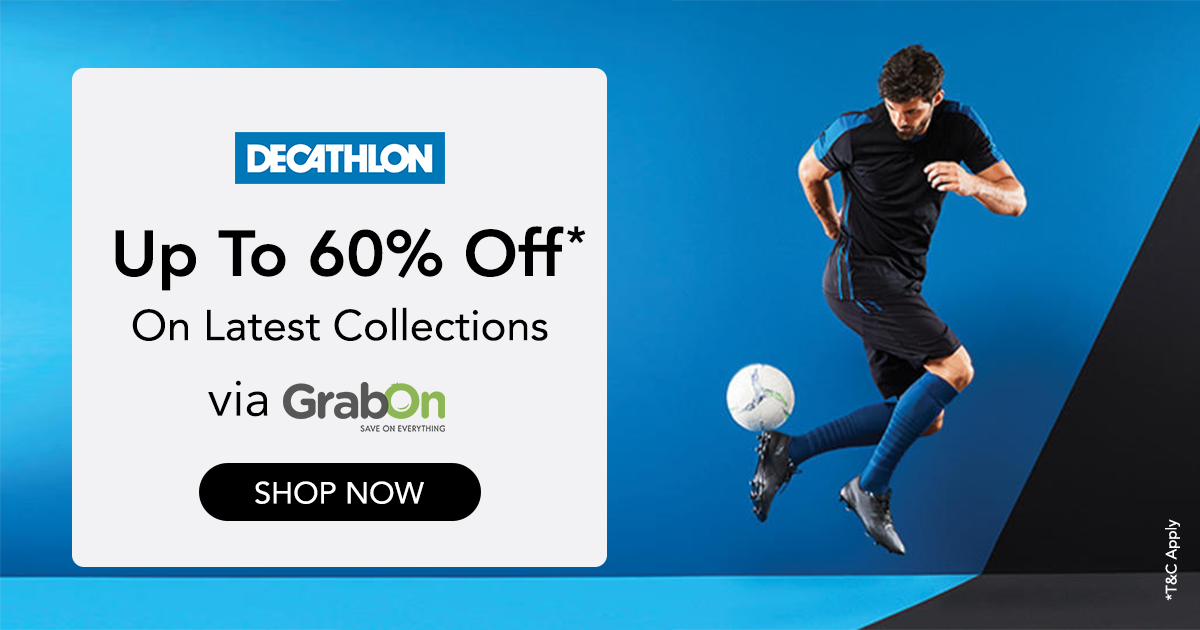 DECATHLON
Up To 60% Off*
On Latest Collections
via GrabOn
SAVE ON EVERYTHING
SHOP NOW
*T&C Apply